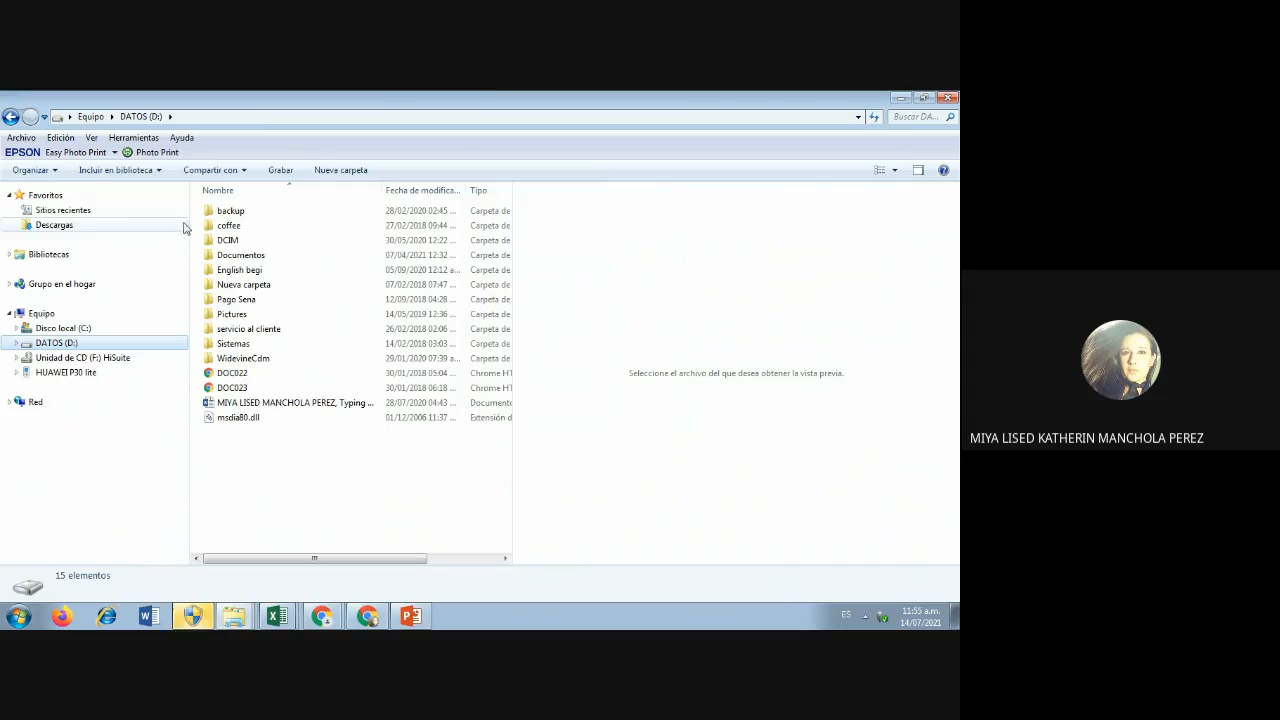 Equipo DATOS (D:) Buscar DA...
Archivo Edición Ver Herramientas Ayuda
EPSON Easy Photo Print Photo Print
Organizar Incluir en biblioteca Compartir con Grabar Nueva carpeta
Favoritos
Sitios recientes
Descargas
Bibliotecas
Grupo en el hogar
Equipo
Disco local (C:)
DATOS (D:)
Unidad de CD (F:) HiSuite
HUAWEI P30 lite
Red
Nombre Fecha de modifica... Tipo
backup 28/02/2020 02:45 ... Carpeta de
coffee 27/02/2018 09:44 ... Carpeta de
DCIM 30/05/2020 12:22 ... Carpeta de
Documentos 07/04/2021 12:32 ... Carpeta de
English begi 05/09/2020 12:12 a... Carpeta de
Nueva carpeta 07/02/2018 07:47 ... Carpeta de
Pago Sena 12/09/2018 04:28 ... Carpeta de
Pictures 14/05/2019 12:36 ... Carpeta de
servicio al cliente 26/02/2018 02:06 ... Carpeta de
Sistemas 14/02/2018 03:03 ... Carpeta de
WidevineCdm 29/01/2020 07:39 a... Carpeta de
DOC022 30/01/2018 05:04 ... Chrome HT
DOC023 30/01/2018 06:18 ... Chrome HT
MIYA LISED MANCHOLA PEREZ, Typing ... 28/07/2020 04:43 ... Documento
msdia80.dll 01/12/2006 11:37 ... Extensión d
Seleccione el archivo del que desea obtener la vista previa.
15 elementos
ES 11:55 a.m.
14/07/2021
MIYA LISED KATHERIN MANCHOLA PEREZ